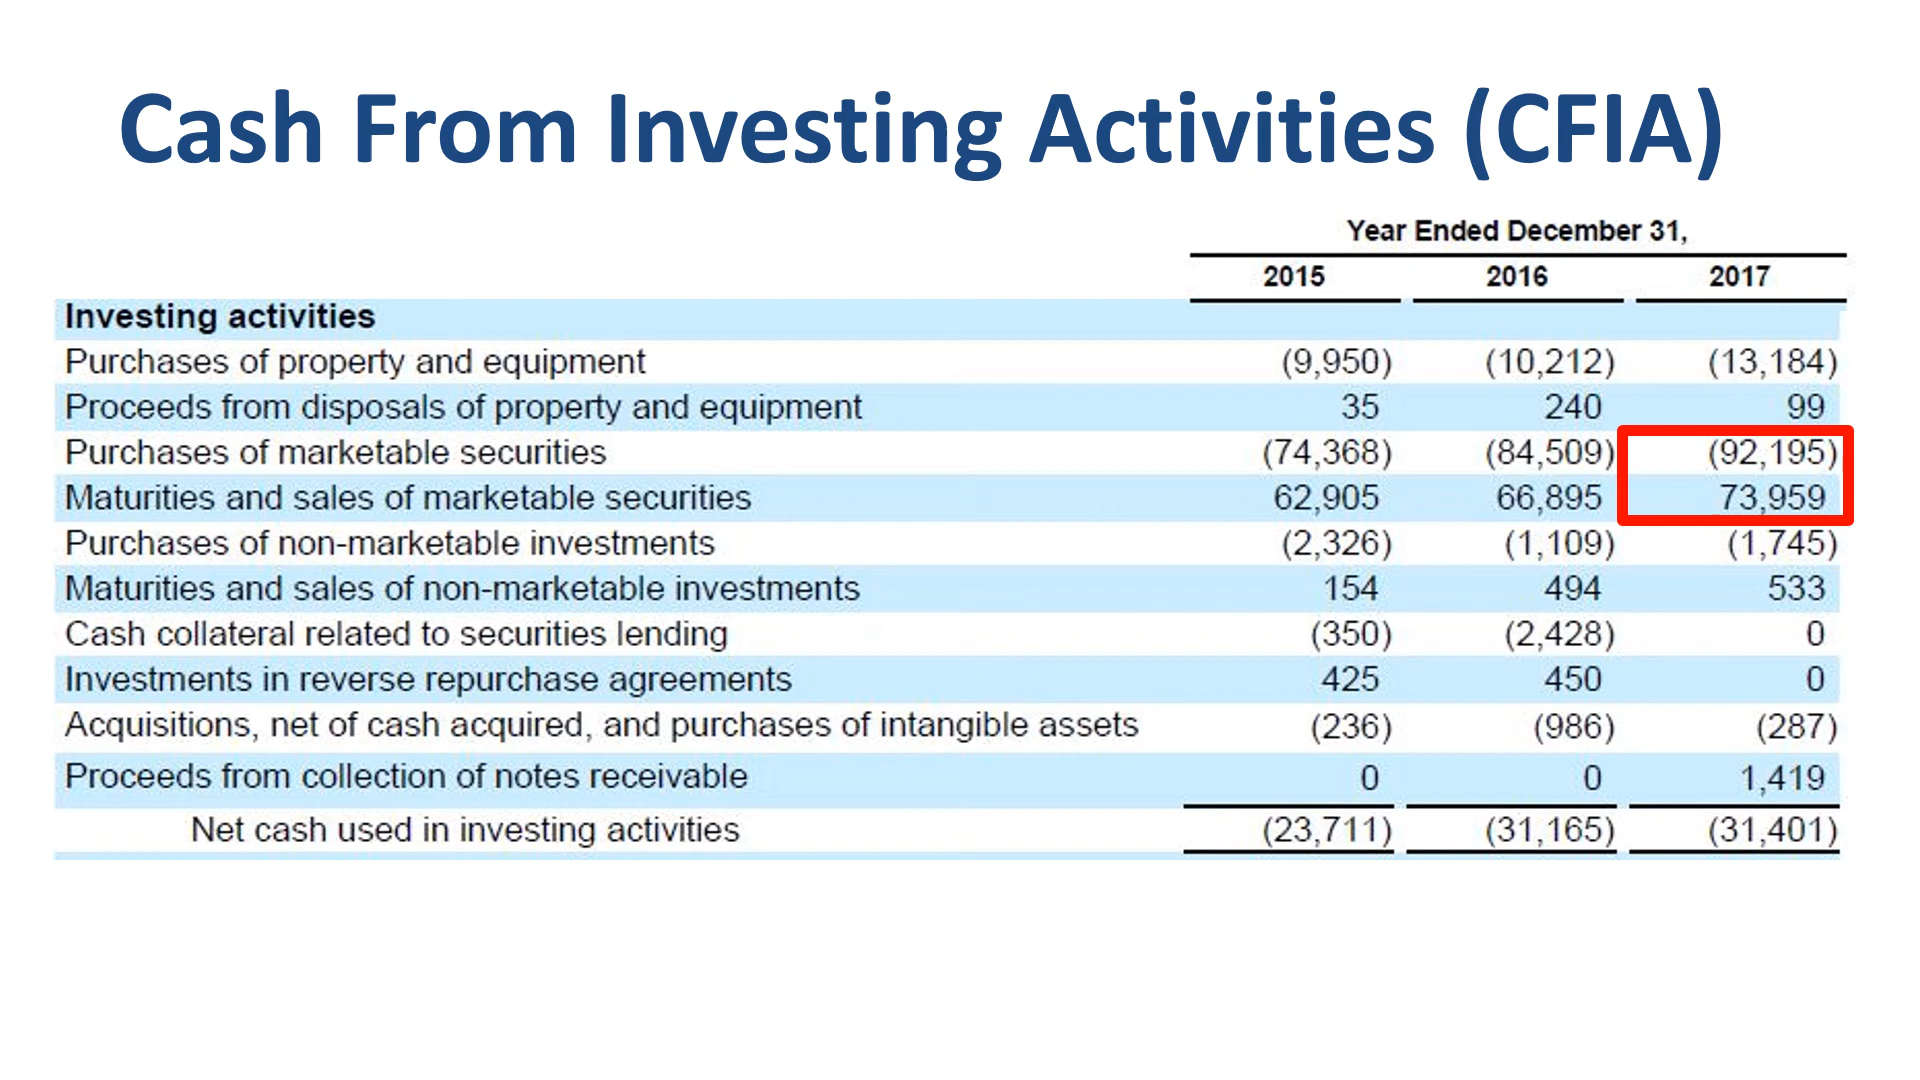 Cash From Investing Activities (CFIA)
Year Ended December 31,
2015 2016 2017
Investing activities
Purchases of property and equipment (9,950) (10,212) (13,184)
Proceeds from disposals of property and equipment 35 240 99
Purchases of marketable securities (74,368) (84,509) (92,195)
Maturities and sales of marketable securities 62,905 66,895 73,959
Purchases of non-marketable investments (2,326) (1,109) (1,745)
Maturities and sales of non-marketable investments 154 494 533
Cash collateral related to securities lending (350) (2,428) 0
Investments in reverse repurchase agreements 425 450 0
Acquisitions, net of cash acquired, and purchases of intangible assets (236) (986) (287)
Proceeds from collection of notes receivable 0 0 1,419
Net cash used in investing activities (23,711) (31,165) (31,401)